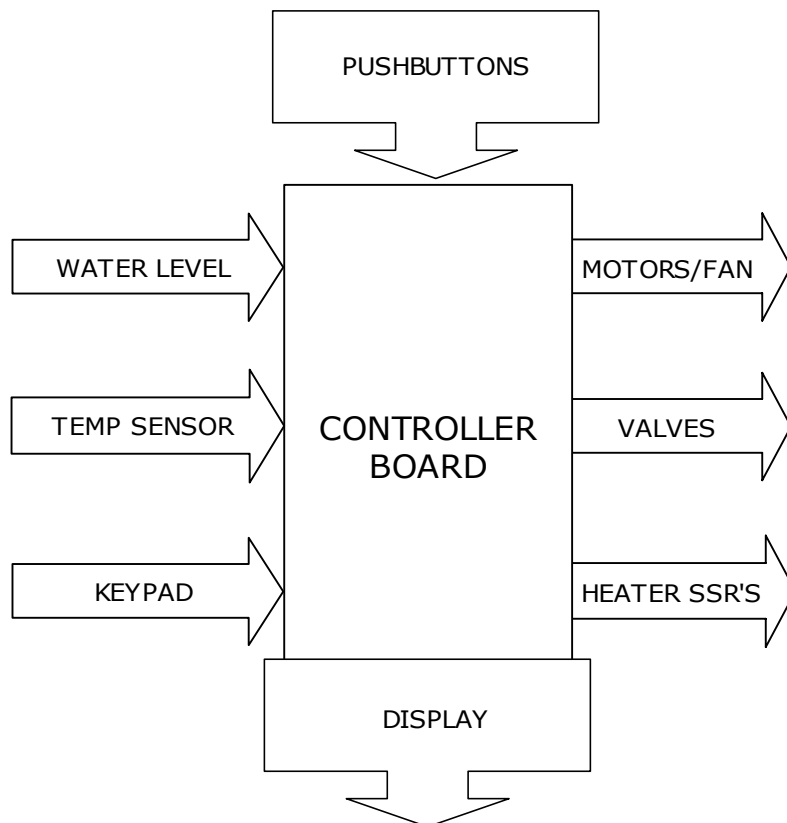 PUSHBUTTONS
WATER LEVEL
MOTORS/FAN
TEMP SENSOR
CONTROLLER
BOARD
VALVES
KEYPAD
HEATER SSR'S
DISPLAY